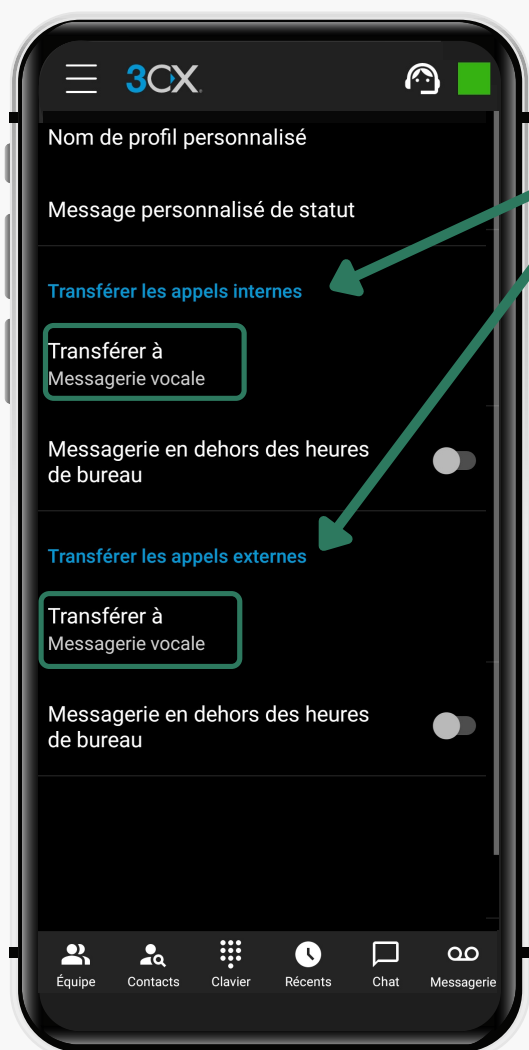 3CX
Nom de profil personnalisé
Message personnalisé de statut
Transférer les appels internes
Transférer à
Messagerie vocale
Messagerie en dehors des heures
de bureau
Transférer les appels externes
Transférer à
Messagerie vocale
Messagerie en dehors des heures
de bureau
Équipe
Contacts
Clavier
Récents
Chat
Messagerie